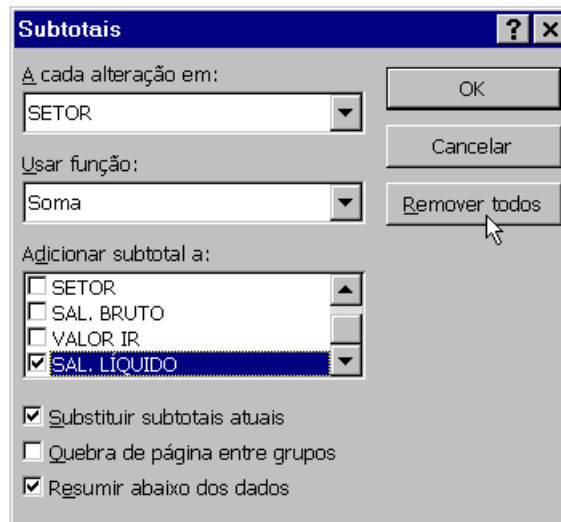 Subtotais
A cada alteração em:
SETOR
Usar função:
Soma
Adicionar subtotal a:
SETOR
SAL. BRUTO
VALOR IR
SAL. LÍQUIDO
Substituir subtotais atuais
Quebra de página entre grupos
Resumir abaixo dos dados
OK
Cancelar
Remover todos